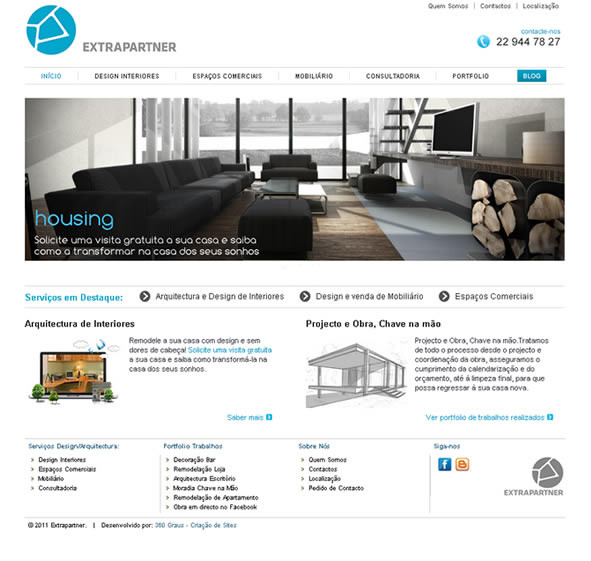 Quem Somos | Contactos | Localização
EXTRAPARTNER
contacte-nos
22 944 78 27
INÍCIO
DESIGN INTERIORES
ESPAÇOS COMERCIAIS
MOBILIÁRIO
CONSULTADORIA
PORTFOLIO
BLOG
housing
Solicite uma visita gratuita a sua casa e saiba
como a transformar na casa dos seus sonhos
Serviços em Destaque:
Arquitectura e Design de Interiores
Design e venda de Mobiliário
Espaços Comerciais
Arquitectura de Interiores
Remodele a sua casa com design e sem
dores de cabeça! Solicite uma visita gratuita
a sua casa e saiba como transformá-la na
casa dos seus sonhos.
Saber mais
Projecto e Obra, Chave na mão
Projecto e Obra, Chave na mão.Tratamos
de todo o processo desde o projecto e
coordenação da obra, asseguramos o
cumprimento da calendarização e do
orçamento, até á limpeza final, para que
possa regressar á sua casa nova.
Ver portfolio de trabalhos realizados
Serviços Design/Arquitectura:
Design Interiores
Espaços Comerciais
Mobiliário
Consultadoria
Portfolio Trabalhos
Decoração Bar
Remodelação Loja
Arquitectura Escritório
Moradia Chave na Mão
Remodelação de Apartamento
Obra em directo no Facebook
Sobre Nós
Quem Somos
Contactos
Localização
Pedido de Contacto
Siga-nos
EXTRAPARTNER
© 2011 Extrapartner. | Desenvolvido por: 360 Graus - Criação de Sites